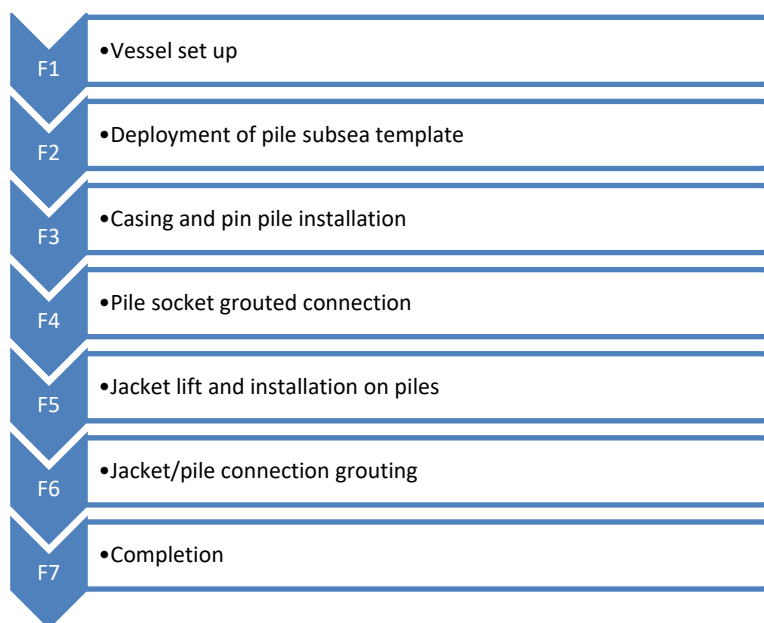 F1
•Vessel set up
F2
•Deployment of pile subsea template
F3
•Casing and pin pile installation
F4
•Pile socket grouted connection
F5
•Jacket lift and installation on piles
F6
•Jacket/pile connection grouting
F7
•Completion